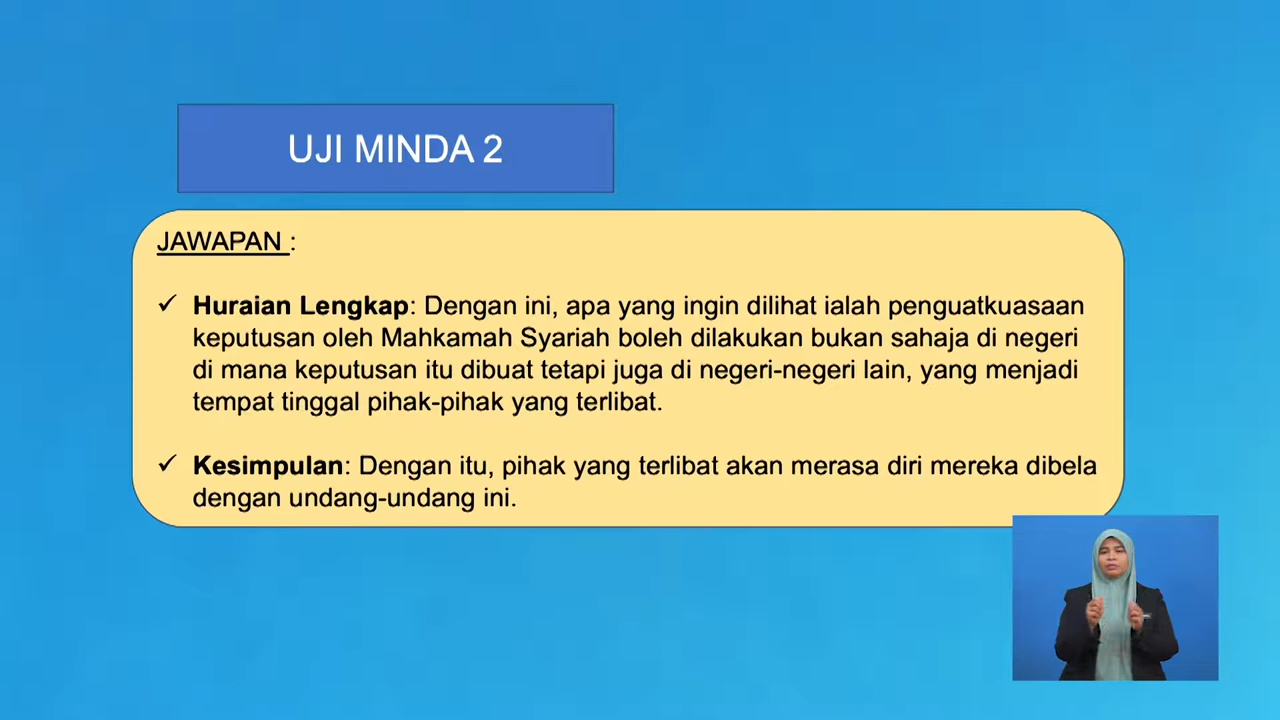 UJI MINDA 2
JAWAPAN :
✓ Huraian Lengkap: Dengan ini, apa yang ingin dilihat ialah penguatkuasaan
keputusan oleh Mahkamah Syariah boleh dilakukan bukan sahaja di negeri
di mana keputusan itu dibuat tetapi juga di negeri-negeri lain, yang menjadi
tempat tinggal pihak-pihak yang terlibat.
✓ Kesimpulan: Dengan itu, pihak yang terlibat akan merasa diri mereka dibela
dengan undang-undang ini.